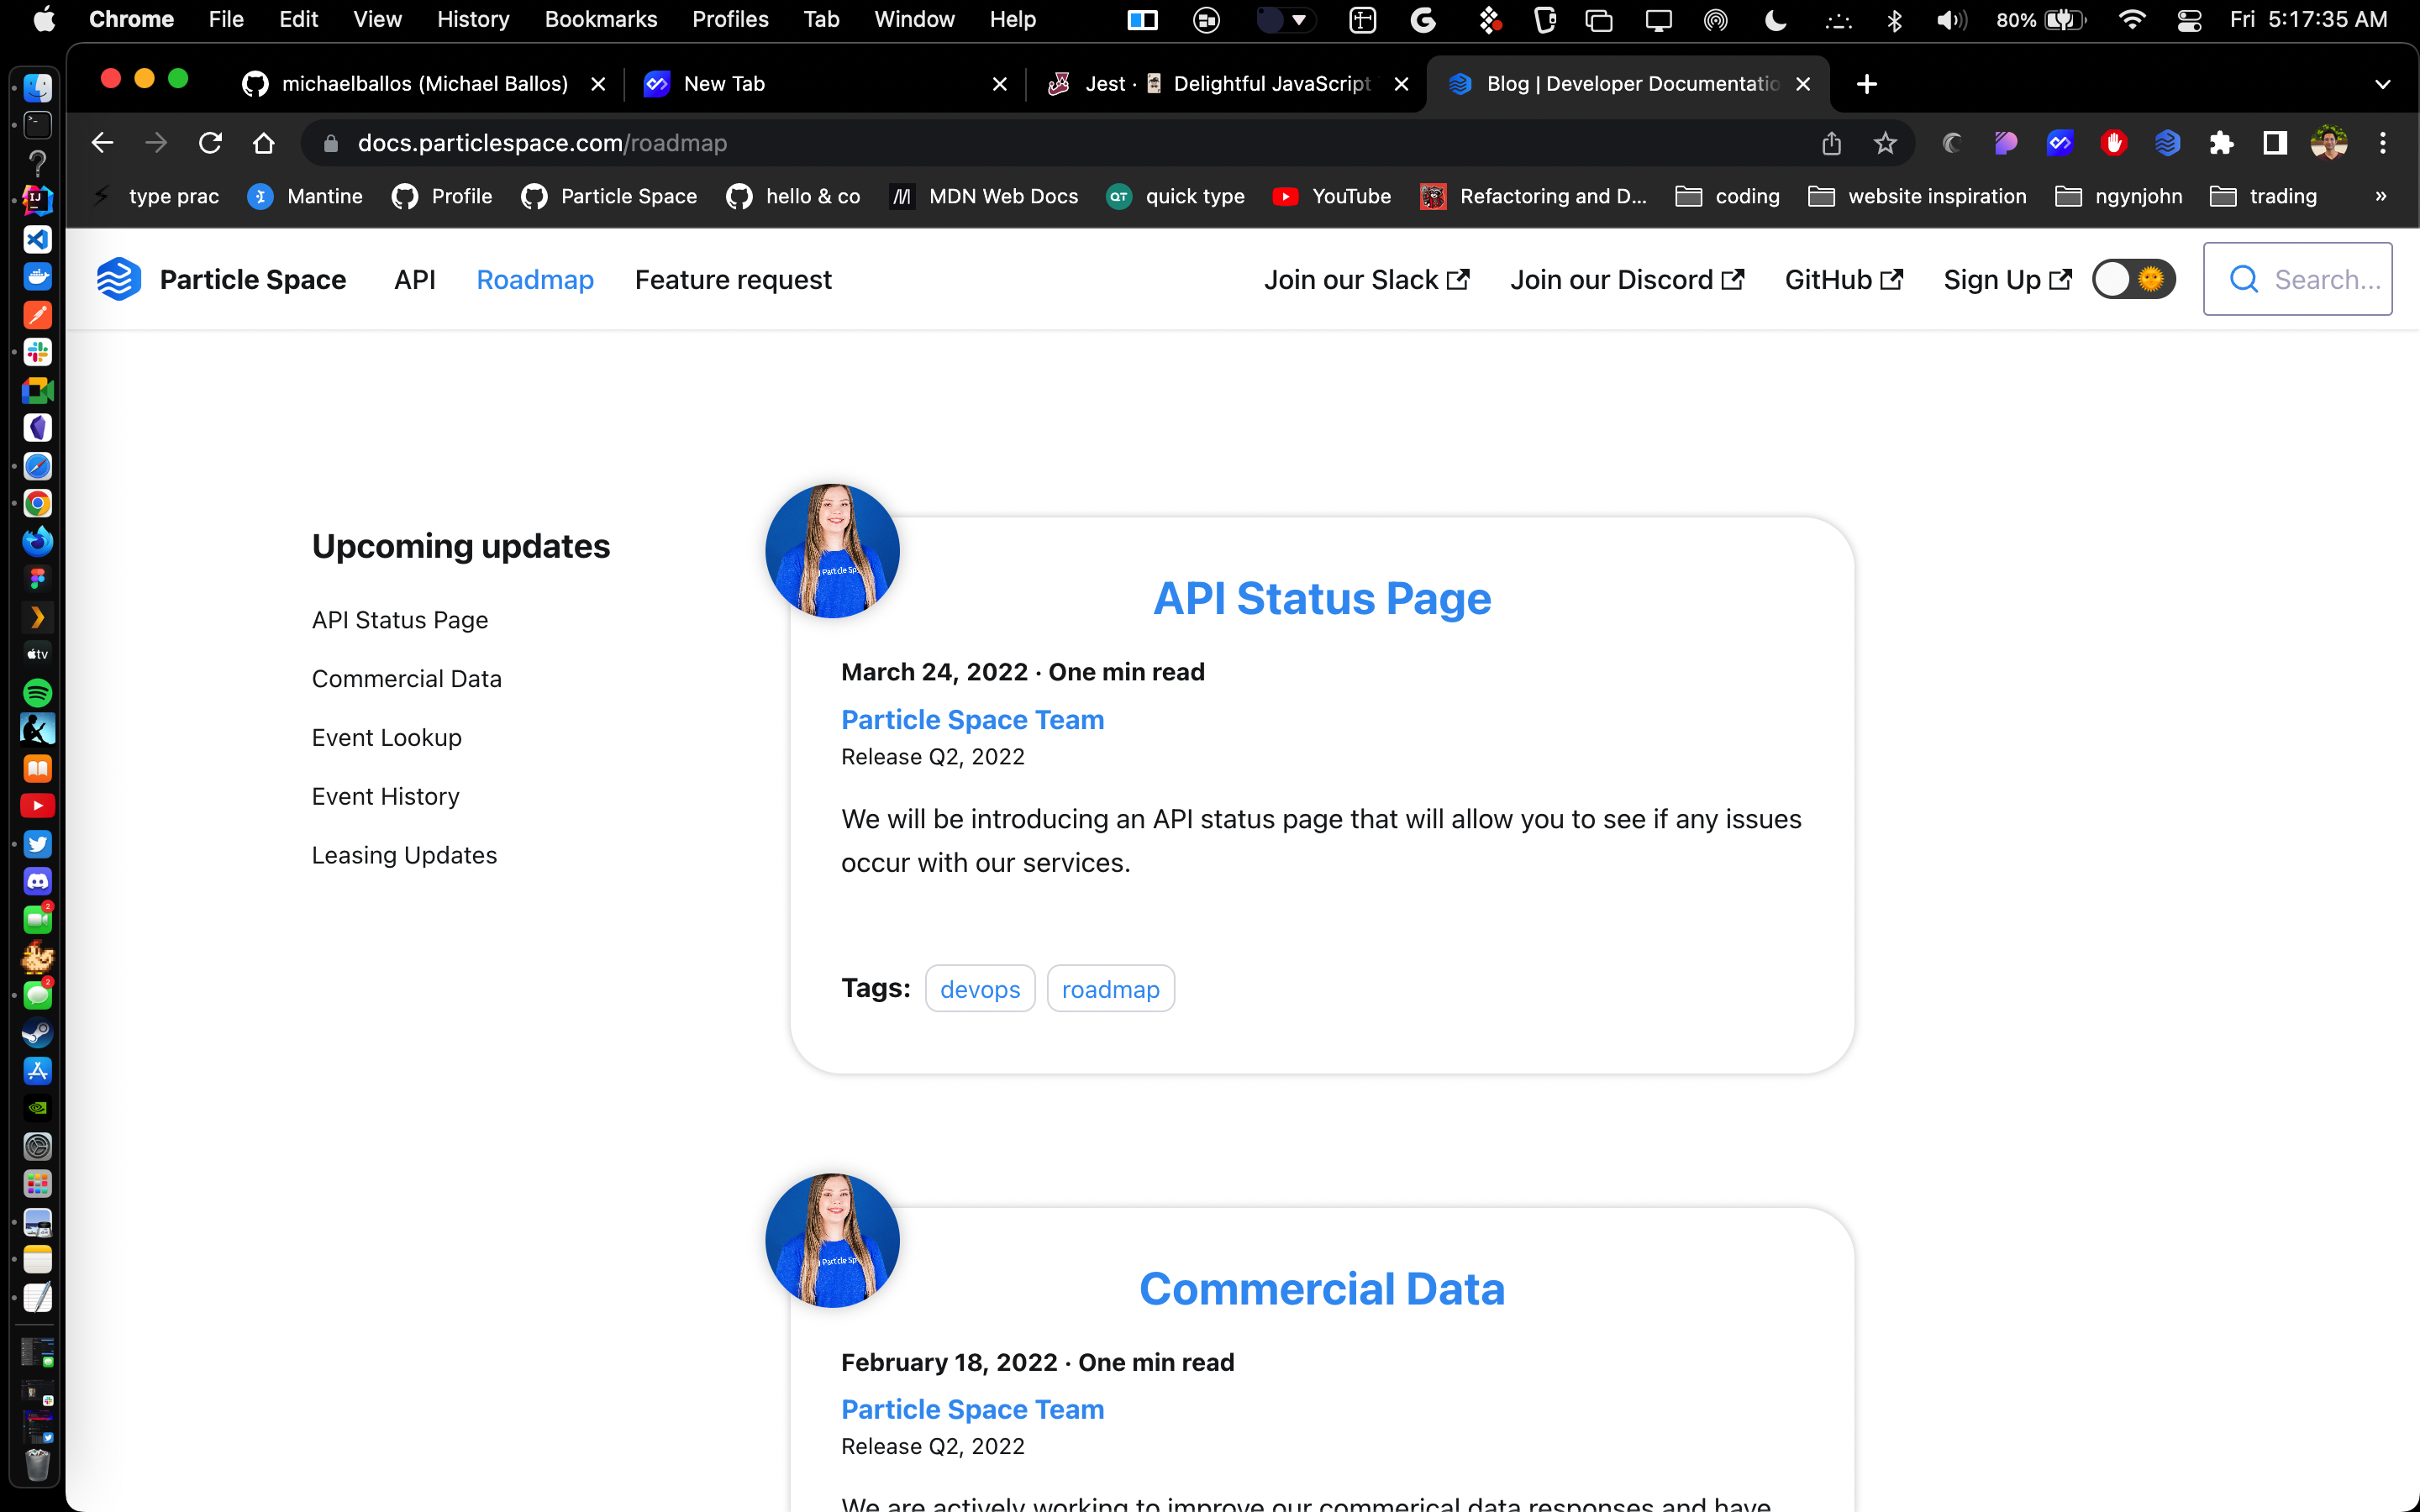 Chrome File Edit View History Bookmarks Profiles Tab Window Help 80% Fri 5:17:35 AM
michaelballos (Michael Ballos) New Tab Jest · Delightful JavaScript Blog | Developer Documentatio
docs.particlespace.com/roadmap
type prac Mantine Profile Particle Space hello & co MDN Web Docs QT quick type YouTube Refactoring and D... coding website inspiration ngynjohn trading »
Particle Space API Roadmap Feature request Join our Slack Join our Discord GitHub Sign Up Search...
Upcoming updates
API Status Page
Commercial Data
Event Lookup
Event History
Leasing Updates
API Status Page
March 24, 2022 · One min read
Particle Space Team
Release Q2, 2022
We will be introducing an API status page that will allow you to see if any issues
occur with our services.
Tags: devops roadmap
Commercial Data
February 18, 2022 · One min read
Particle Space Team
Release Q2, 2022
We are actively working to improve our commerical data responses and have